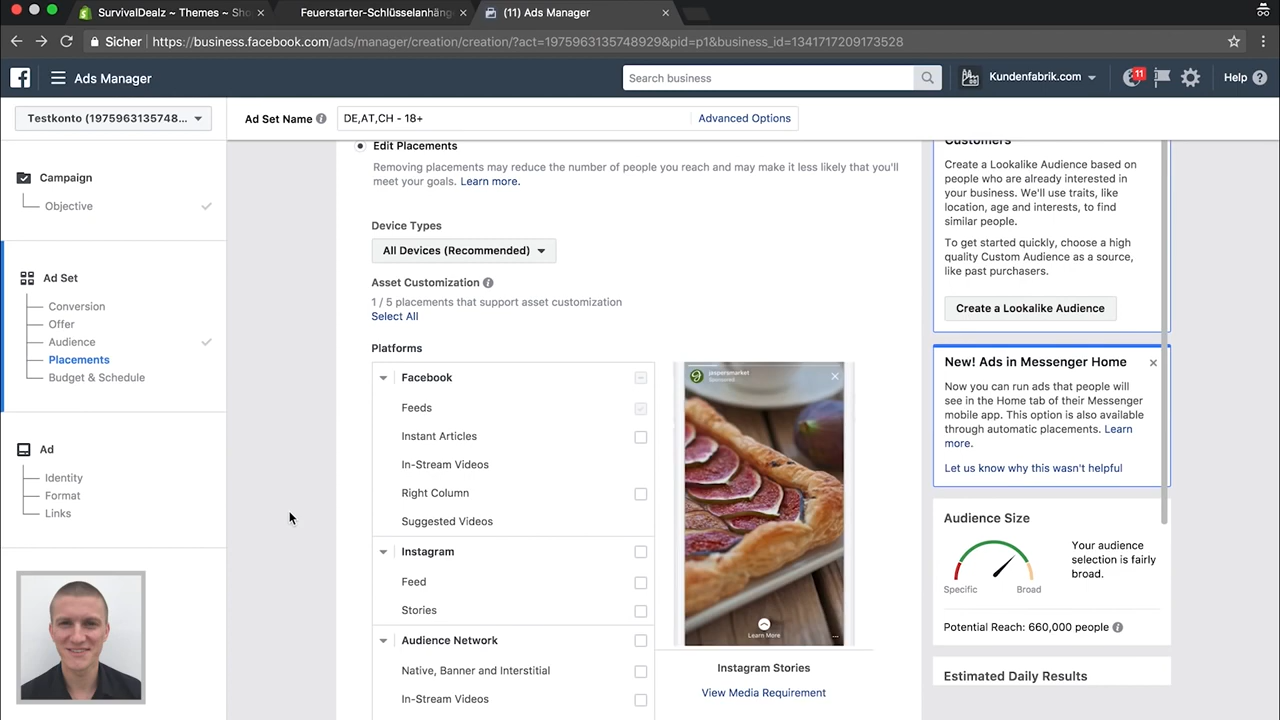 SurvivalDealz ~ Themes ~ Sho
Feuerstarter-Schlüsselanhäng
(11) Ads Manager
Sicher
https://business.facebook.com/ads/manager/creation/creation/?act=1975963135748929&pid=p1&business_id=1341717209173528
Ads Manager
Search business
Kundenfabrik.com
11
Help
Testkonto (1975963135748...
Ad Set Name
DE,AT,CH - 18+
Advanced Options
Campaign
Objective
Ad Set
Conversion
Offer
Audience
Placements
Budget & Schedule
Ad
Identity
Format
Links
Edit Placements
Removing placements may reduce the number of people you reach and may make it less likely that you'll
meet your goals. Learn more.
Device Types
All Devices (Recommended)
Asset Customization
1 / 5 placements that support asset customization
Select All
Platforms
Facebook
Feeds
Instant Articles
In-Stream Videos
Right Column
Suggested Videos
Instagram
Feed
Stories
Audience Network
Native, Banner and Interstitial
In-Stream Videos
jaspersmarket
Sponsored
Learn More
Instagram Stories
View Media Requirement
Customers
Create a Lookalike Audience based on
people who are already interested in
your business. We'll use traits, like
location, age and interests, to find
similar people.
To get started quickly, choose a high
quality Custom Audience as a source,
like past purchasers.
Create a Lookalike Audience
New! Ads in Messenger Home
Now you can run ads that people will
see in the Home tab of their Messenger
mobile app. This option is also available
through automatic placements. Learn
more.
Let us know why this wasn't helpful
Audience Size
Your audience
selection is fairly
broad.
Specific
Broad
Potential Reach: 660,000 people
Estimated Daily Results